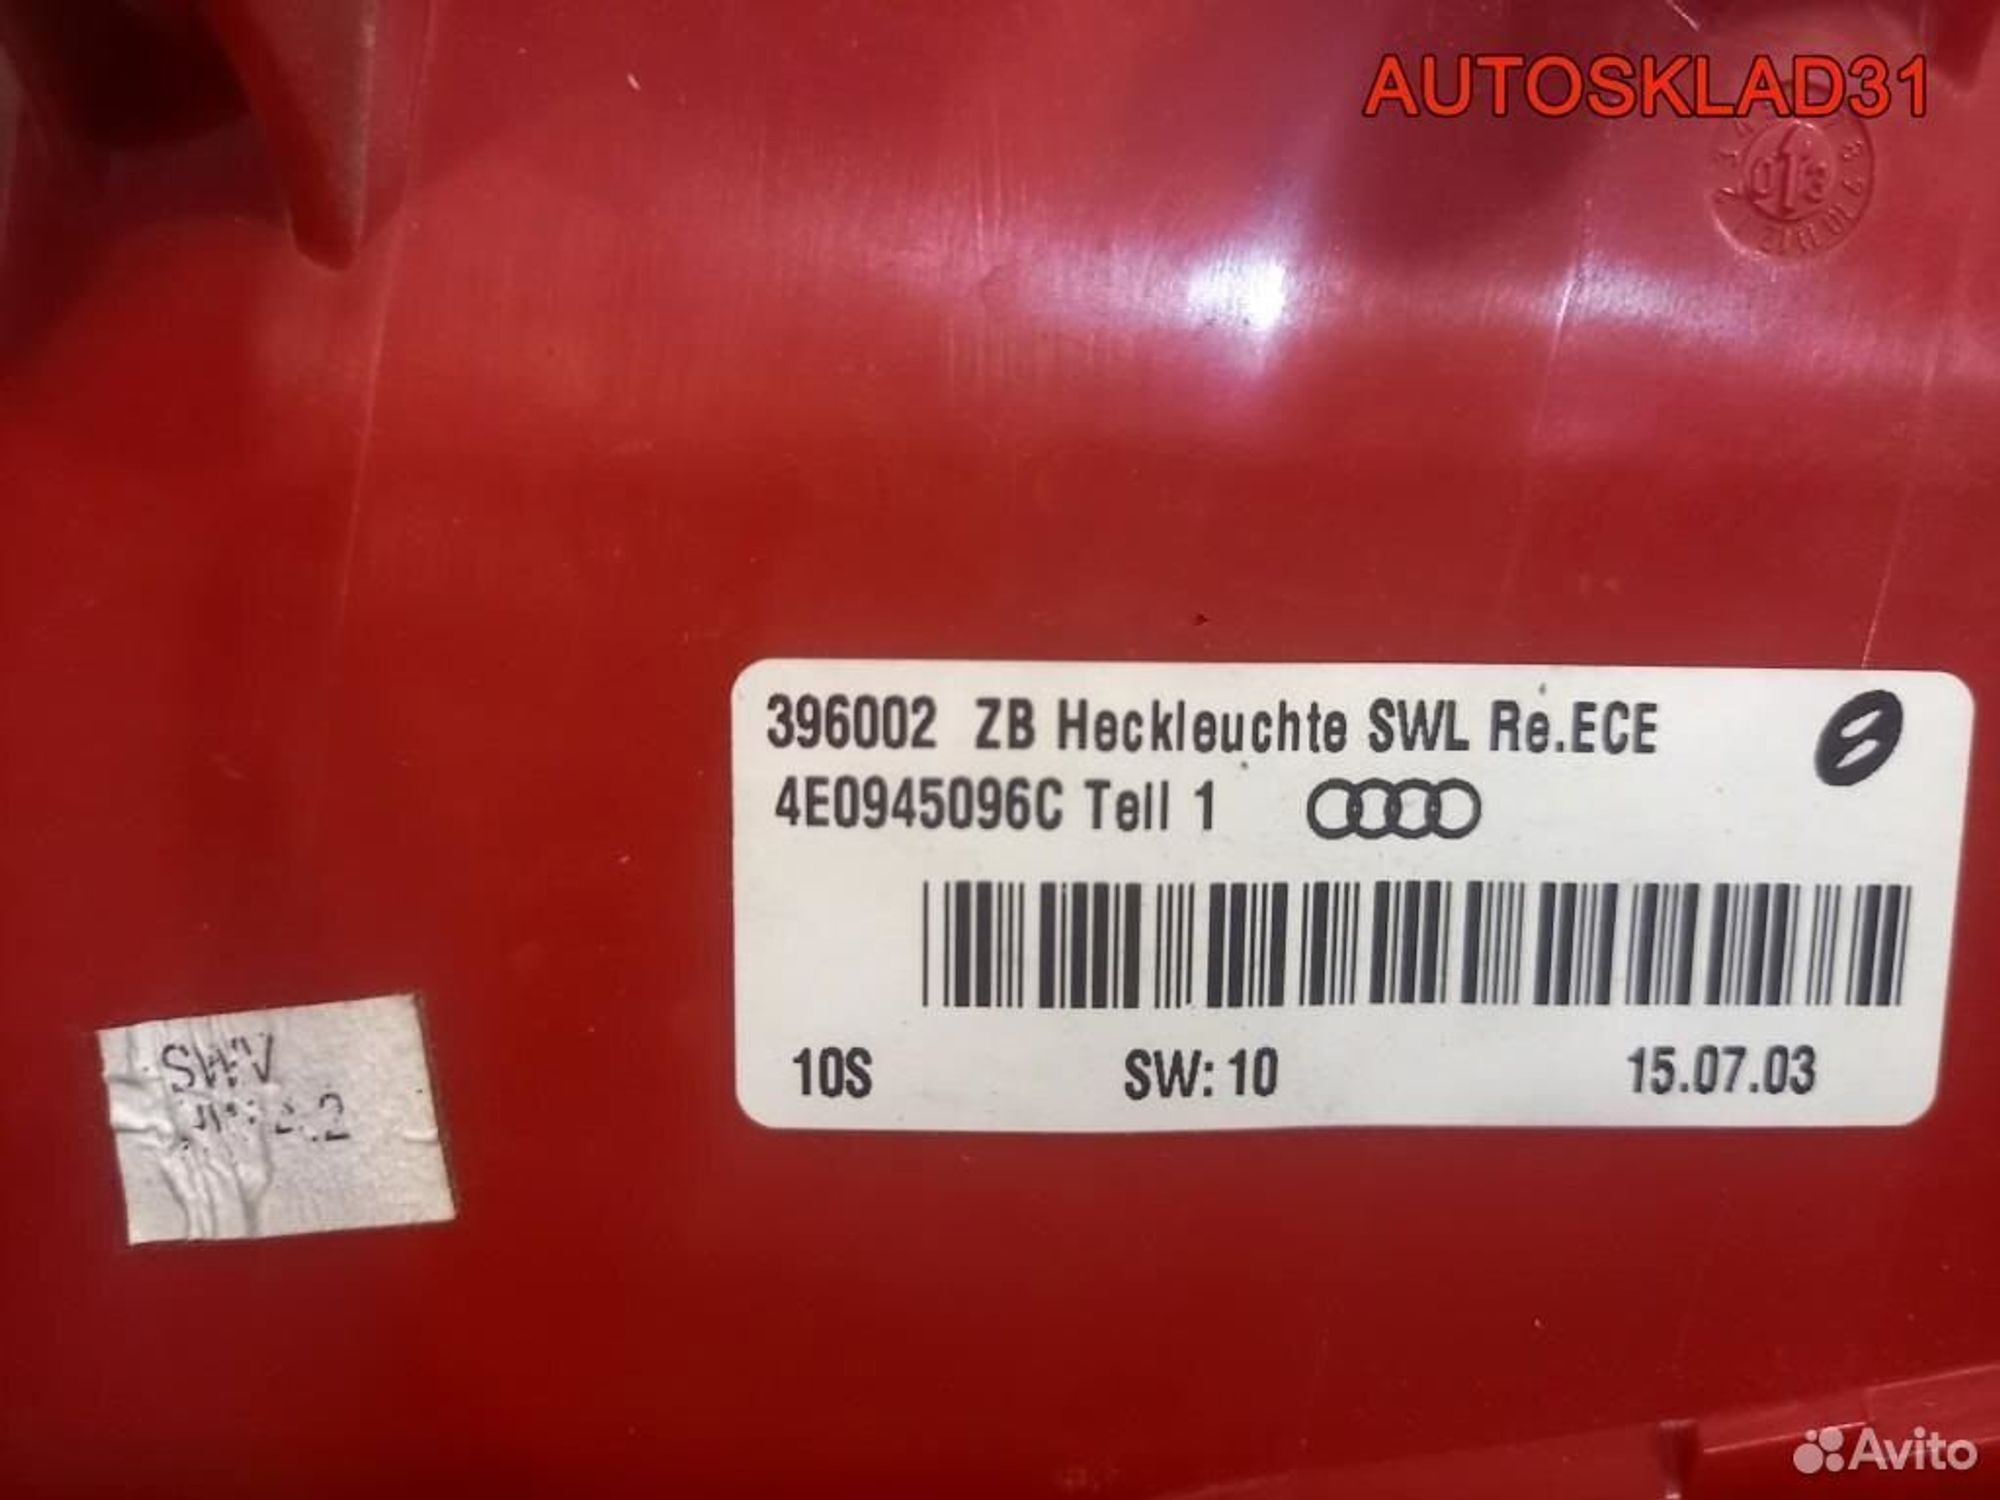 AUTOSKLAD31
396002 ZB Heckleuchte SWL Re.ECE
4E0945096C Teil 1
10S SW: 10 15.07.03
SWV
Avito